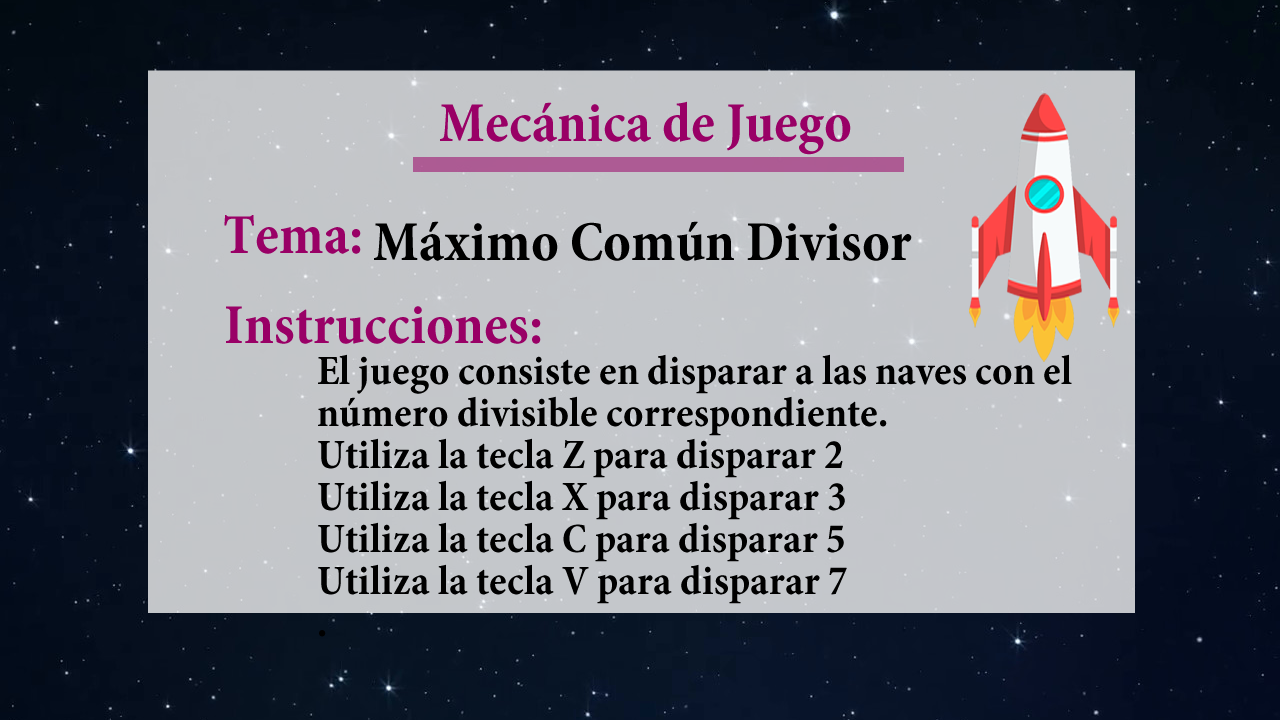 Mecánica de Juego
Tema: Máximo Común Divisor
Instrucciones:
El juego consiste en disparar a las naves con el
número divisible correspondiente.
Utiliza la tecla Z para disparar 2
Utiliza la tecla X para disparar 3
Utiliza la tecla C para disparar 5
Utiliza la tecla V para disparar 7
.